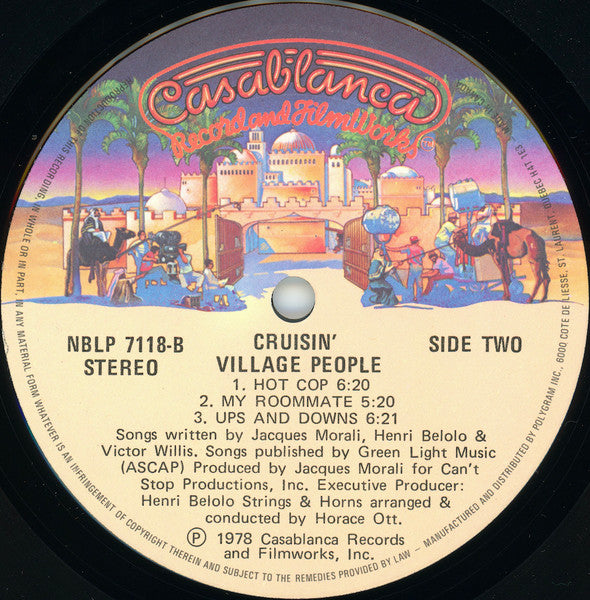 Casablanca
Record and FilmWorks
NBLP 7118-B
STEREO
CRUISIN'
VILLAGE PEOPLE
SIDE TWO
1. HOT COP 6:20
2. MY ROOMMATE 5:20
3. UPS AND DOWNS 6:21
Songs written by Jacques Morali, Henri Belolo &
Victor Willis. Songs published by Green Light Music
(ASCAP) Produced by Jacques Morali for Can't
Stop Productions, Inc. Executive Producer:
Henri Belolo Strings & Horns arranged &
conducted by Horace Ott.
Ⓟ 1978 Casablanca Records
and Filmworks, Inc.
THIS RECORDING, IN WHOLE OR IN PART, IN ANY MATERIAL FORM WHATEVER IS AN INFRINGEMENT OF COPYRIGHT THEREIN AND SUBJECT TO THE REMEDIES PROVIDED BY LAW – MANUFACTURED AND DISTRIBUTED BY POLYGRAM INC., 6000 COTE DE LIESSE, ST. LAURENT, QUEBEC H4T 1E3